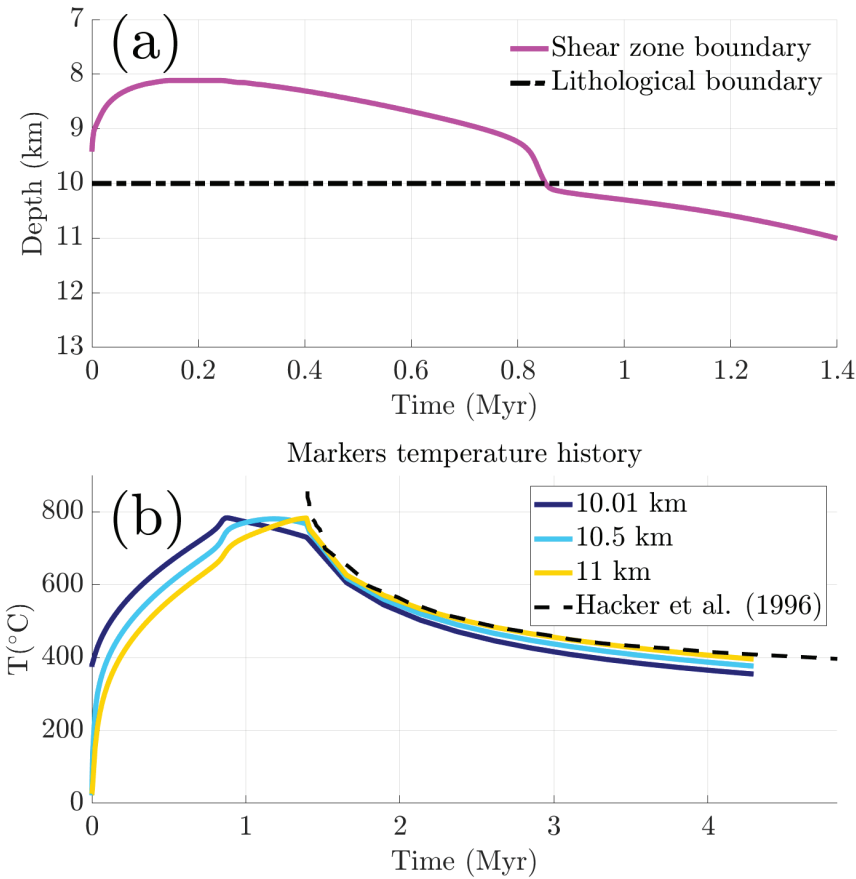 (a)
7
8
9
10
11
12
13
Depth (km)
Shear zone boundary
Lithological boundary
0 0.2 0.4 0.6 0.8 1 1.2 1.4
Time (Myr)
Markers temperature history
(b)
800
600
400
200
0
T(°C)
10.01 km
10.5 km
11 km
Hacker et al. (1996)
0 1 2 3 4
Time (Myr)